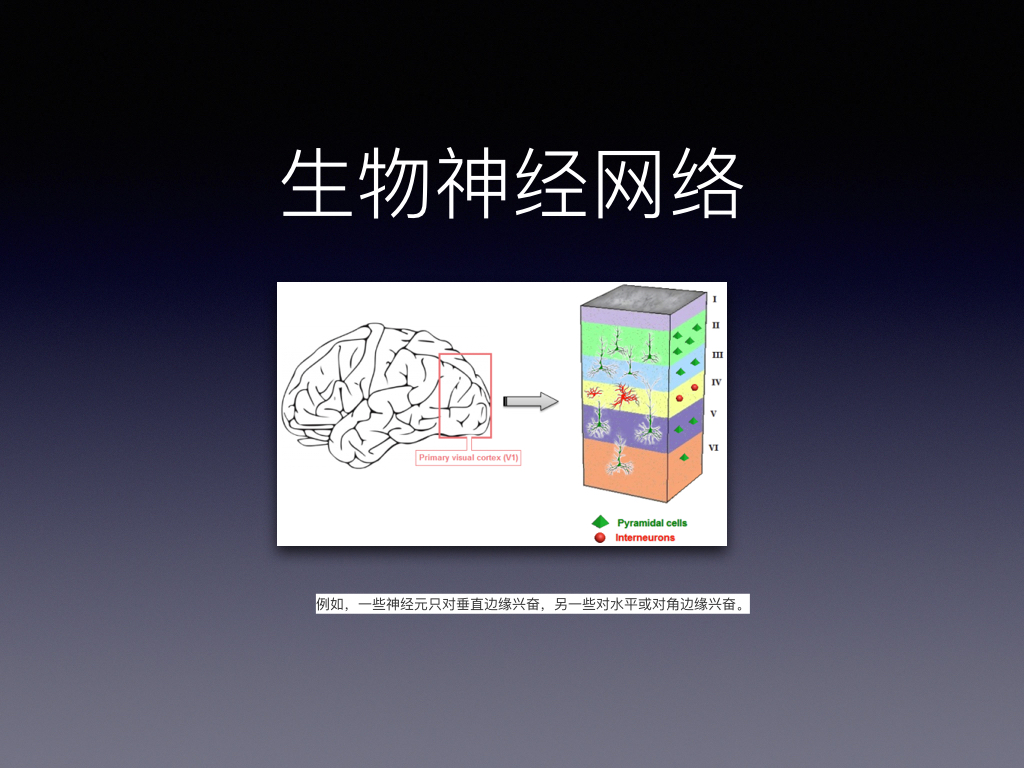 生物神经网络
I
II
III
IV
V
VI
Primary visual cortex (V1)
Pyramidal cells
Interneurons
例如，一些神经元只对垂直边缘兴奋，另一些对水平或对角边缘兴奋。